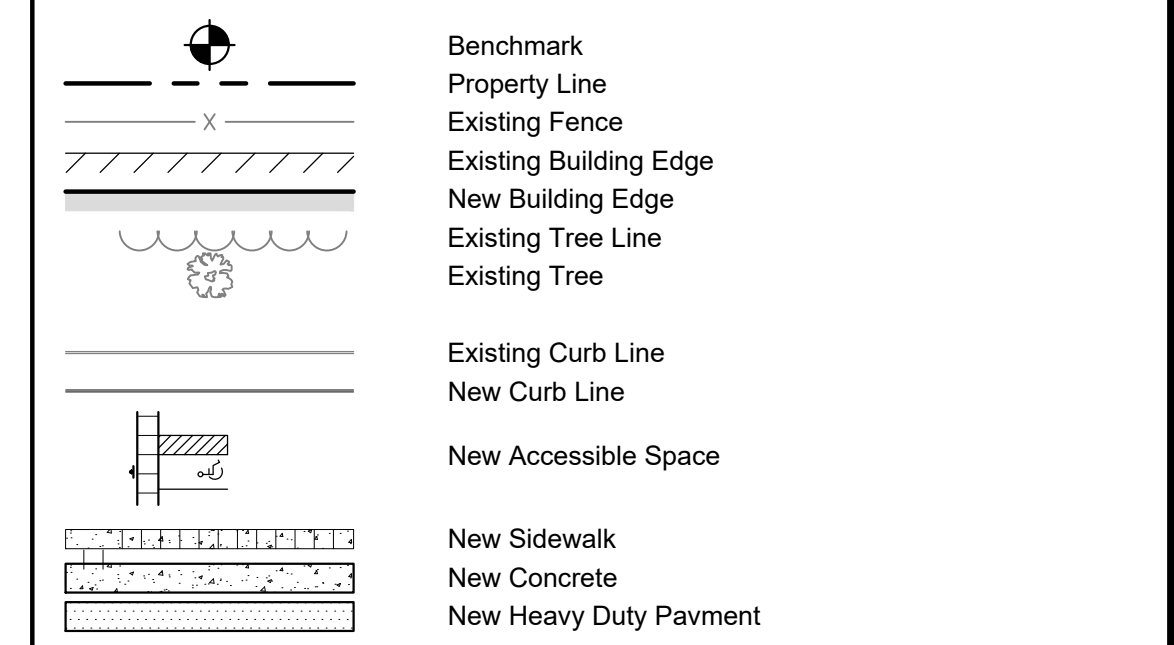 Benchmark
Property Line
X Existing Fence
Existing Building Edge
New Building Edge
Existing Tree Line
Existing Tree
Existing Curb Line
New Curb Line
New Accessible Space
New Sidewalk
New Concrete
New Heavy Duty Pavment